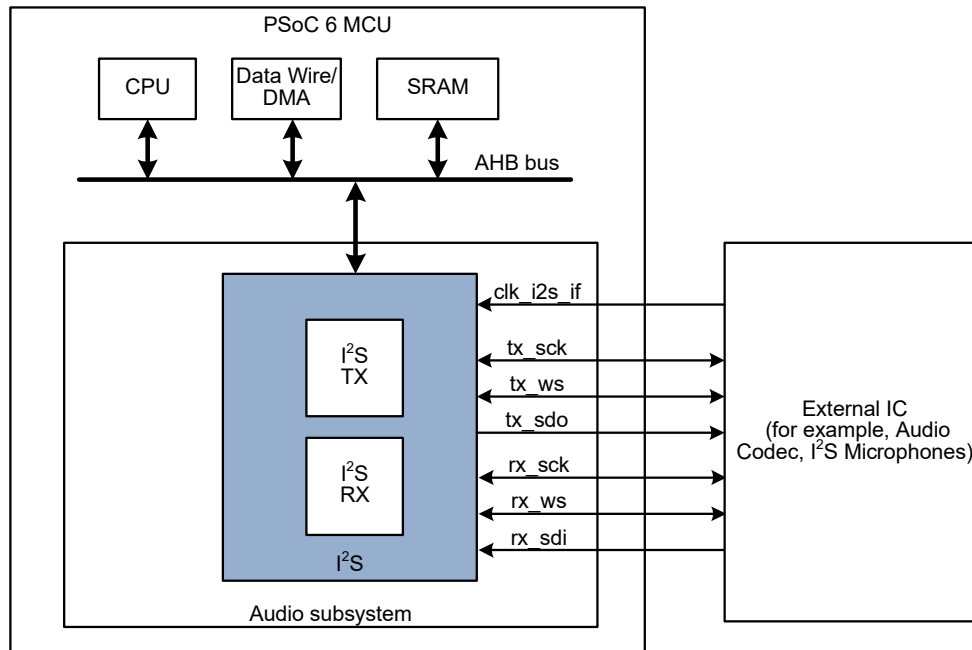 PSoC 6 MCU
CPU
Data Wire/
DMA
SRAM
AHB bus
clk_i2s_if
I²S
TX
tx_sck
tx_ws
tx_sdo
I²S
RX
rx_sck
rx_ws
rx_sdi
I²S
Audio subsystem
External IC
(for example, Audio
Codec, I²S Microphones)